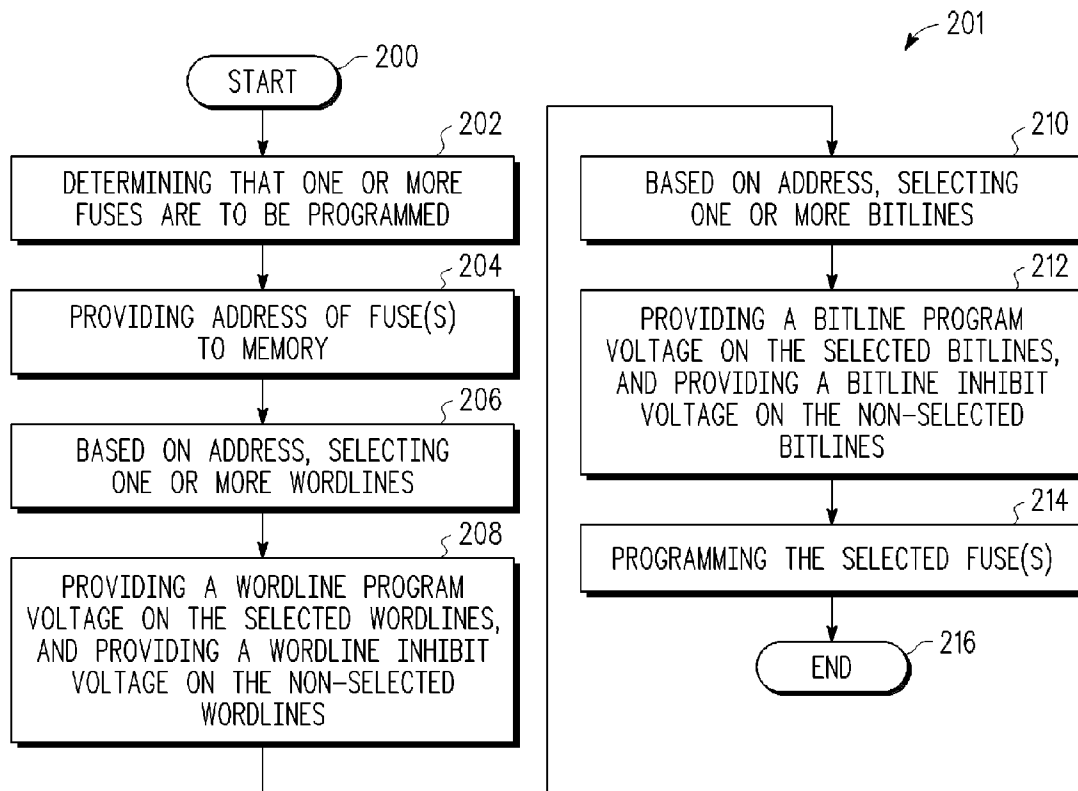 201
200
START
202
DETERMINING THAT ONE OR MORE
FUSES ARE TO BE PROGRAMMED
204
PROVIDING ADDRESS OF FUSE(S)
TO MEMORY
206
BASED ON ADDRESS, SELECTING
ONE OR MORE WORDLINES
208
PROVIDING A WORDLINE PROGRAM
VOLTAGE ON THE SELECTED WORDLINES,
AND PROVIDING A WORDLINE INHIBIT
VOLTAGE ON THE NON-SELECTED
WORDLINES
210
BASED ON ADDRESS, SELECTING
ONE OR MORE BITLINES
212
PROVIDING A BITLINE PROGRAM
VOLTAGE ON THE SELECTED BITLINES,
AND PROVIDING A BITLINE INHIBIT
VOLTAGE ON THE NON-SELECTED
BITLINES
214
PROGRAMMING THE SELECTED FUSE(S)
END
216